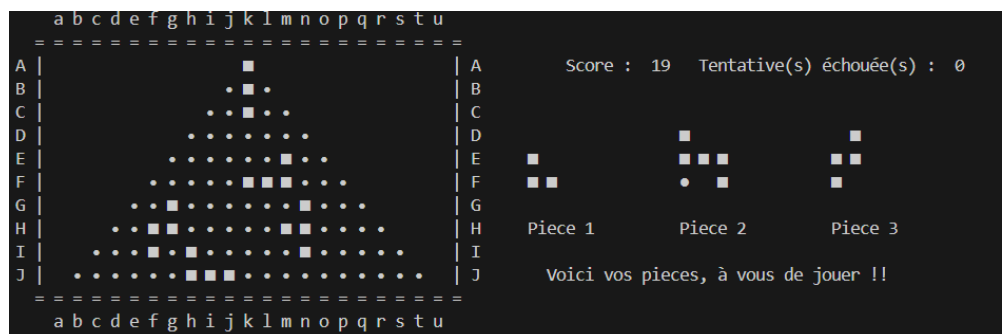 a b c d e f g h i j k l m n o p q r s t u
A A Score : 19 Tentative(s) échouée(s) : 0
B B
C C
D D
E E
F F
G G
H H Piece 1 Piece 2 Piece 3
I I
J J Voici vos pieces, à vous de jouer !!
a b c d e f g h i j k l m n o p q r s t u